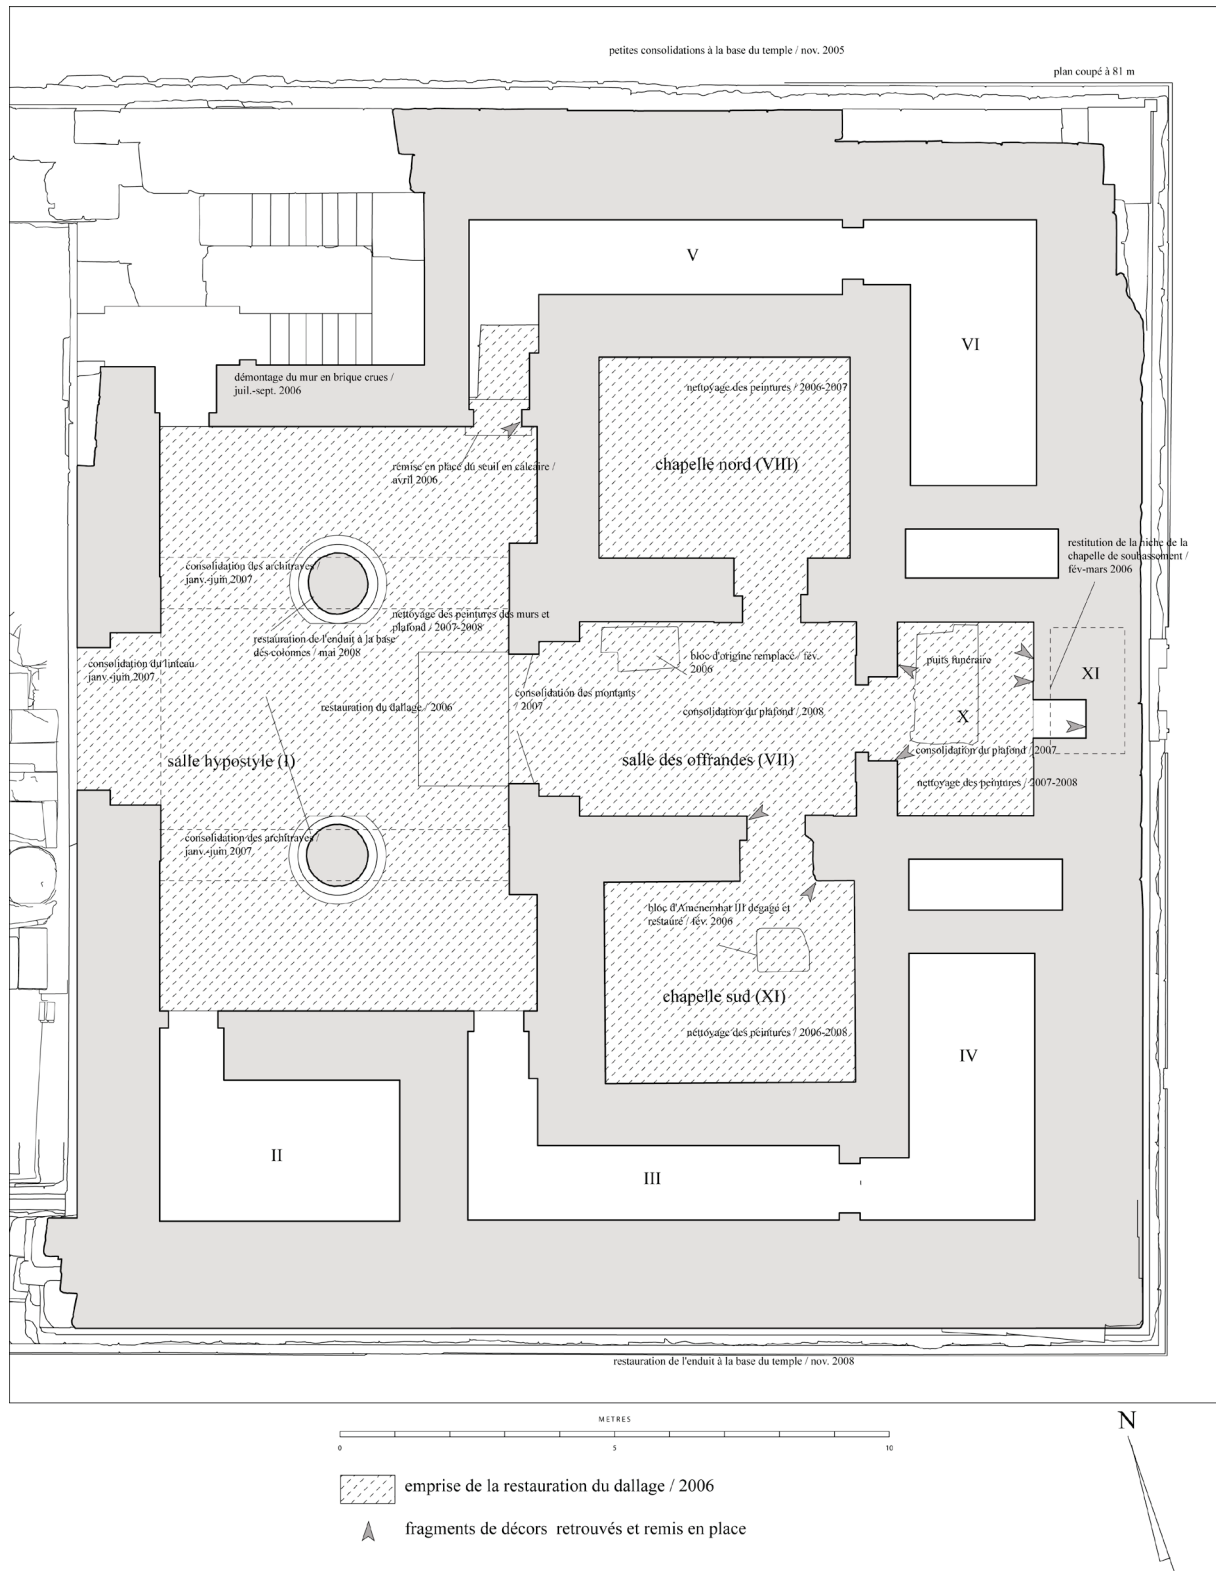 petites consolidations à la base du temple / nov. 2005
plan coupé à 81 m
V
VI
démontage du mur en brique crues /
juil.-sept. 2006
nettoyage des peintures / 2006-2007
chapelle nord (VIII)
remise en place du seuil en calcaire /
avril 2006
restitution de la niche de la
chapelle de soubassement /
fév-mars 2006
consolidation des architraves /
janv.-juin 2007
nettoyage des peintures des murs et
plafond / 2007-2008
restauration de l'enduit à la base
des colonnes / mai 2008
bloc d'origine remplacé / fév.
2006
puits funéraire
consolidation du linteau
janv.-juin 2007
XI
consolidation des montants
/ 2007
restauration du dallage / 2006
consolidation du plafond / 2008
X
consolidation du plafond / 2007
salle hypostyle (I)
salle des offrandes (VII)
nettoyage des peintures / 2007-2008
consolidation des architraves /
janv.-juin 2007
bloc d'Amenemhat III dégagé et
restauré / fév. 2006
chapelle sud (XI)
nettoyage des peintures / 2006-2008
IV
II
III
restauration de l'enduit à la base du temple / nov. 2008
METRES
0 5 10
N
emprise de la restauration du dallage / 2006
fragments de décors retrouvés et remis en place